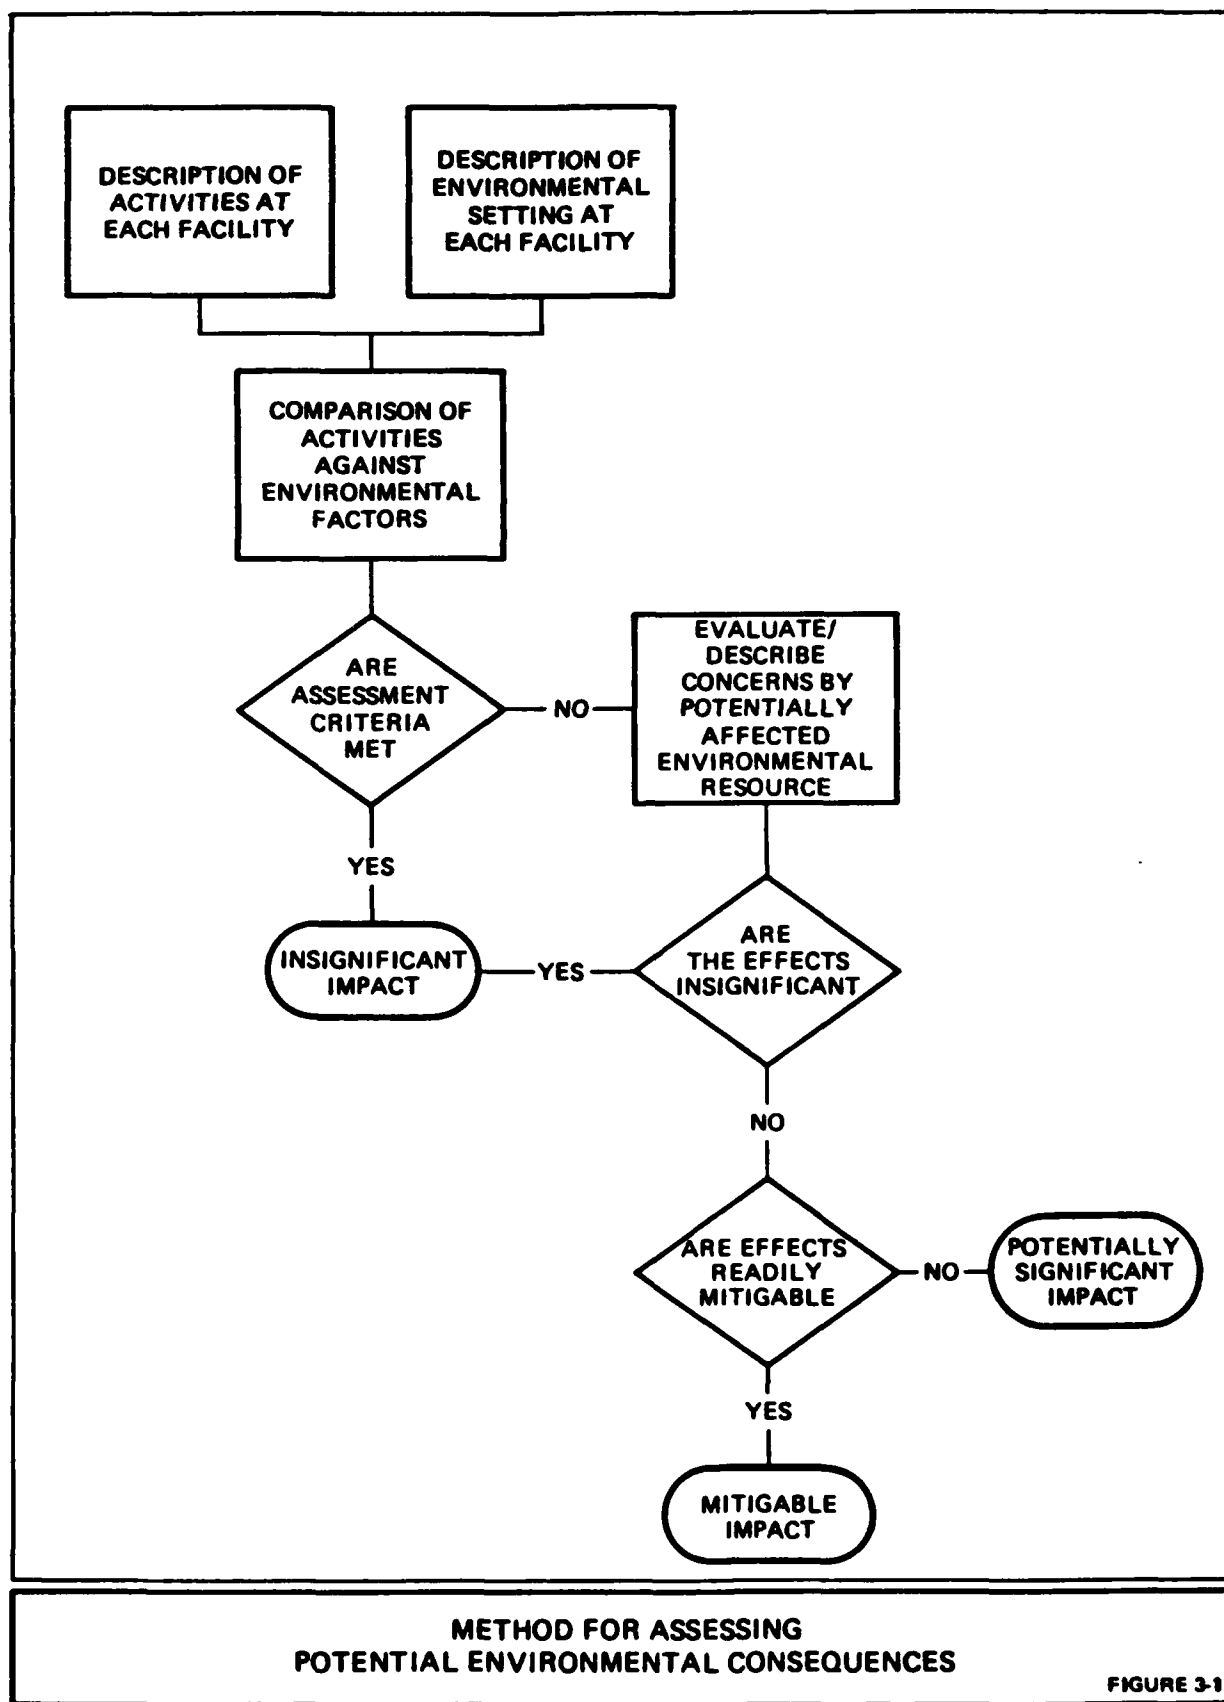 DESCRIPTION OF
ACTIVITIES AT
EACH FACILITY
DESCRIPTION OF
ENVIRONMENTAL
SETTING AT
EACH FACILITY
COMPARISON OF
ACTIVITIES
AGAINST
ENVIRONMENTAL
FACTORS
ARE
ASSESSMENT
CRITERIA
MET
NO
EVALUATE/
DESCRIBE
CONCERNS BY
POTENTIALLY
AFFECTED
ENVIRONMENTAL
RESOURCE
YES
INSIGNIFICANT
IMPACT
YES
ARE
THE EFFECTS
INSIGNIFICANT
NO
ARE EFFECTS
READILY
MITIGABLE
NO
POTENTIALLY
SIGNIFICANT
IMPACT
YES
MITIGABLE
IMPACT
METHOD FOR ASSESSING
POTENTIAL ENVIRONMENTAL CONSEQUENCES
FIGURE 3-1